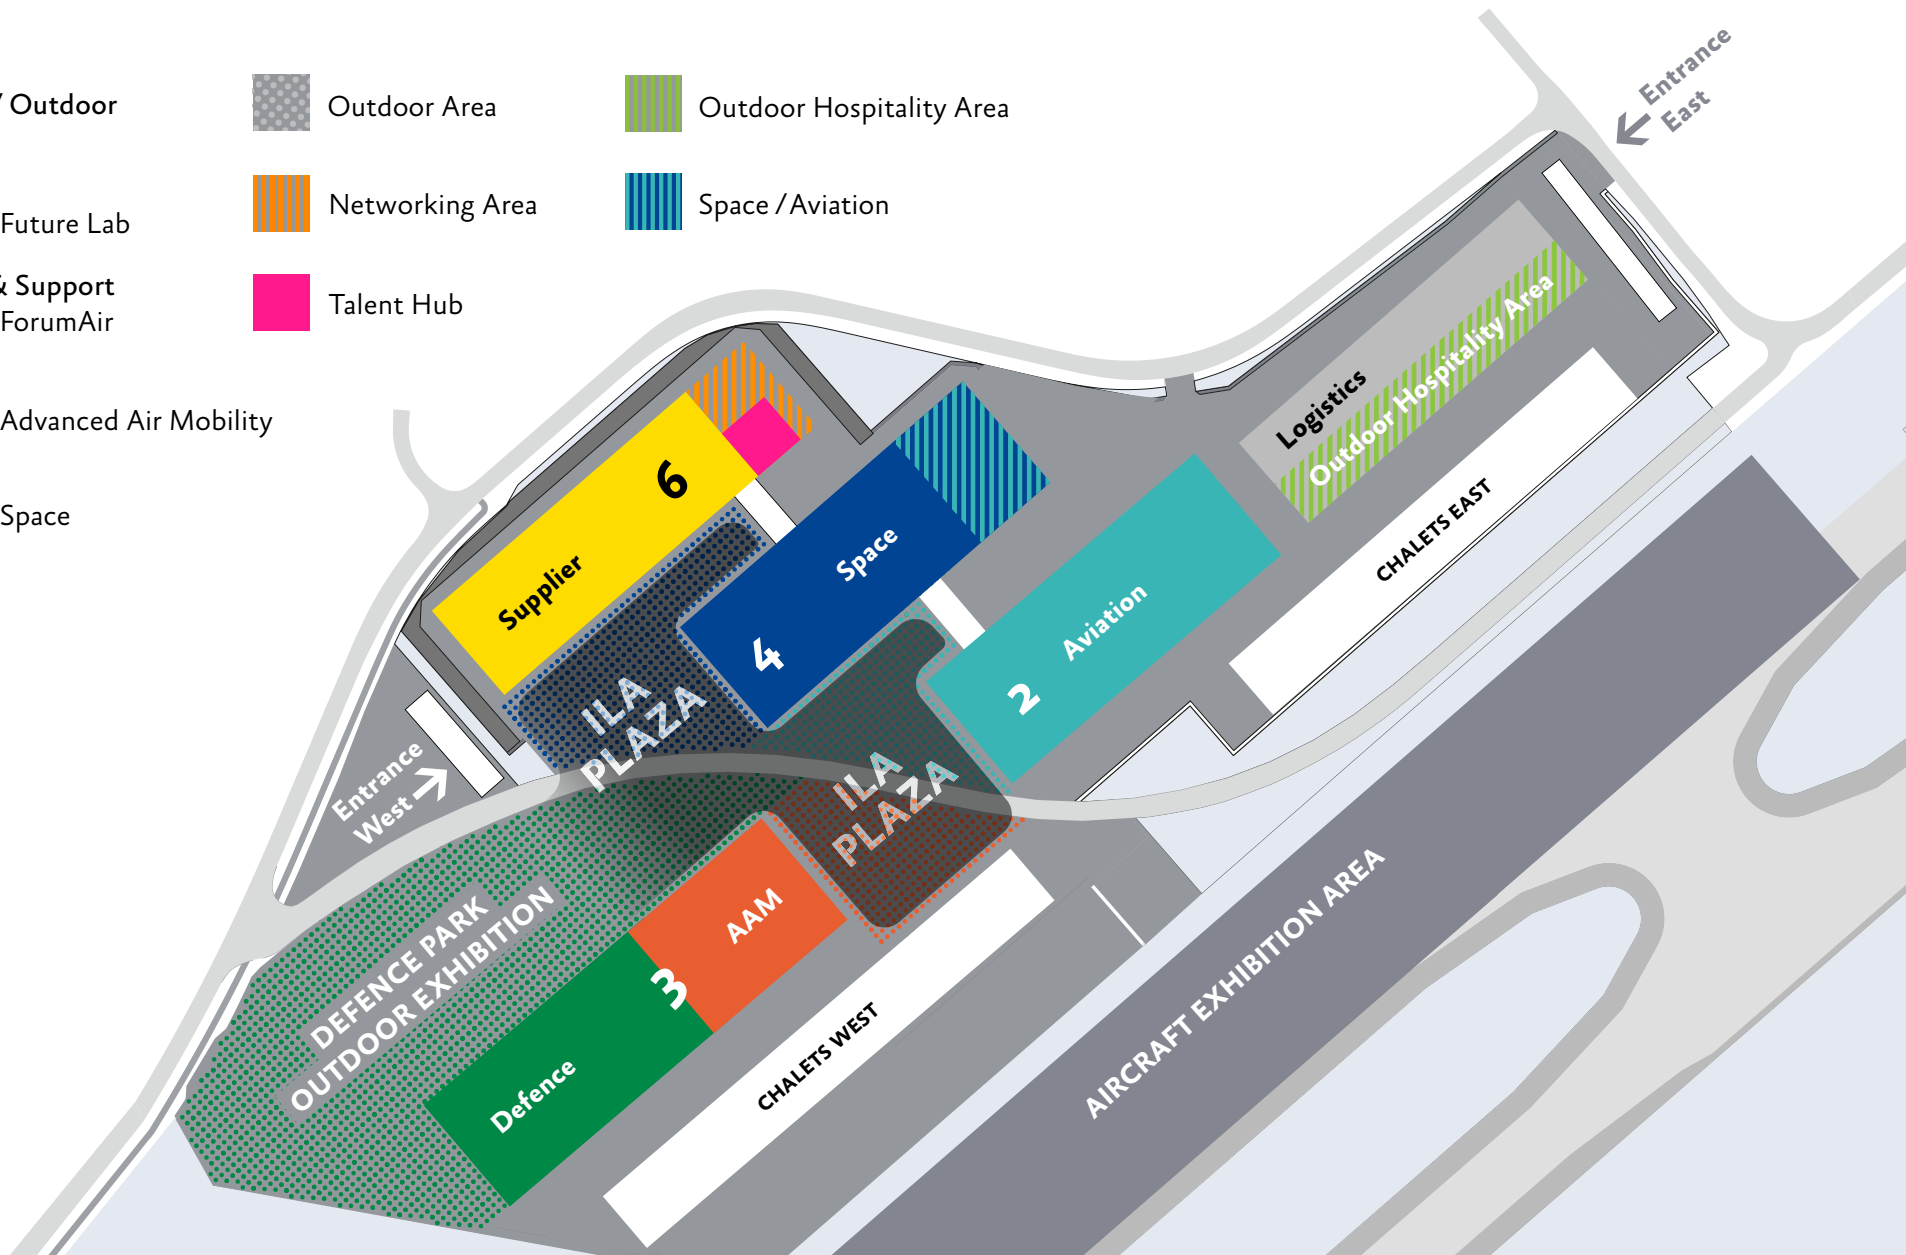 / Outdoor
Future Lab
& Support
ForumAir
Advanced Air Mobility
Space
Outdoor Area
Networking Area
Talent Hub
Outdoor Hospitality Area
Space / Aviation
Entrance
East
Logistics
Outdoor Hospitality Area
CHALETS EAST
6
Supplier
Space
4
Aviation
2
ILA
PLAZA
ILA
PLAZA
Entrance
West
DEFENCE PARK
OUTDOOR EXHIBITION
AAM
3
Defence
CHALETS WEST
AIRCRAFT EXHIBITION AREA